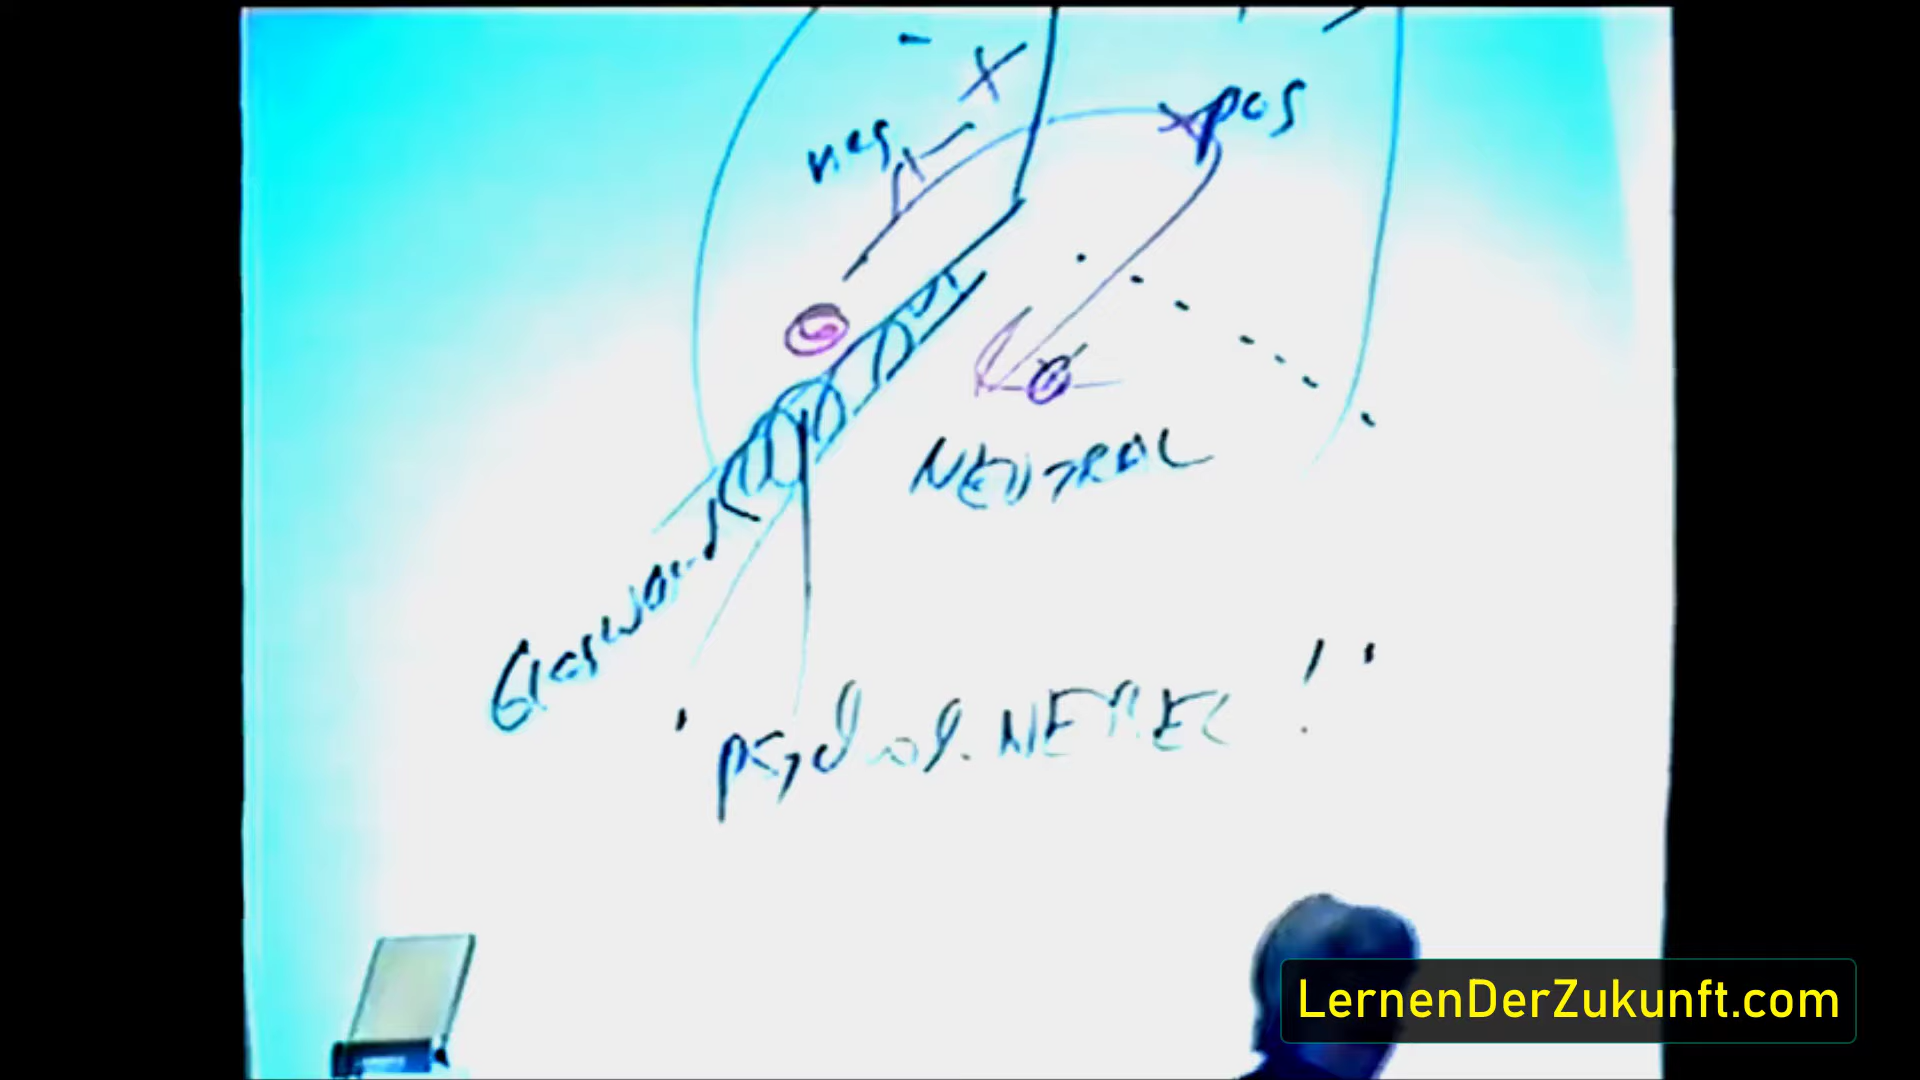 neg
pos
NEUTRAL
Glaswand
"psychol. NEBEL!"
LernenDerZukunft.com